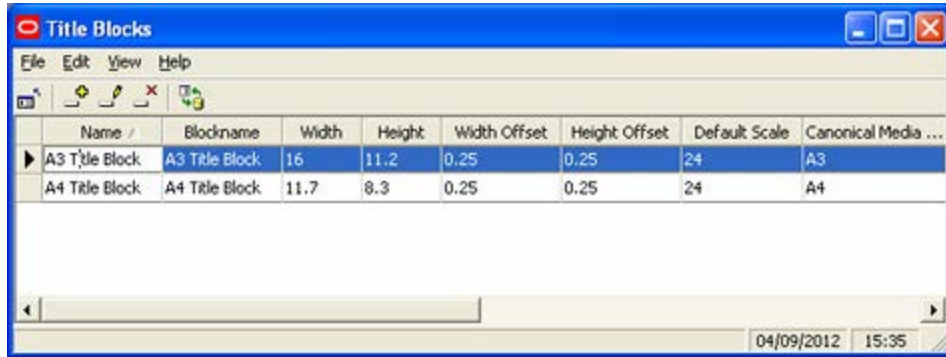 Title Blocks
File Edit View Help
Name Blockname Width Height Width Offset Height Offset Default Scale Canonical Media ...
A3 Title Block A3 Title Block 16 11.2 0.25 0.25 24 A3
A4 Title Block A4 Title Block 11.7 8.3 0.25 0.25 24 A4
04/09/2012 15:35